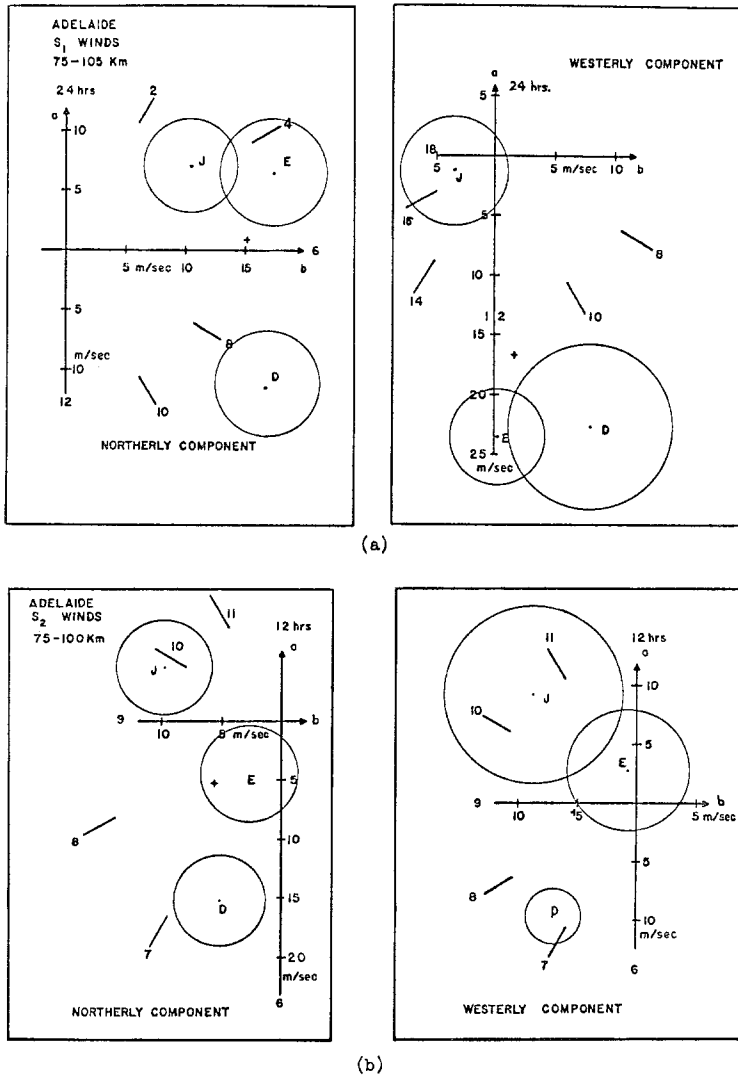 ADELAIDE
S1 WINDS
75-105 Km
24 hrs
a
2
10
4
J
E
5
5 m/sec
10
15
b
6
5
m/sec
10
12
8
D
10
NORTHERLY COMPONENT
WESTERLY COMPONENT
a
5
24 hrs.
18
5
5 m/sec
10
b
J
16
5
8
14
10
10
12
15
20
E
D
25
m/sec
(a)
ADELAIDE
S2 WINDS
75-100 Km
11
12 hrs
a
10
J
9
10
5
m/sec
b
E
5
8
10
D
15
7
20
m/sec
6
NORTHERLY COMPONENT
11
12 hrs
a
10
J
10
5
E
9
10
5
b
5
m/sec
5
8
D
10
m/sec
7
6
WESTERLY COMPONENT
(b)